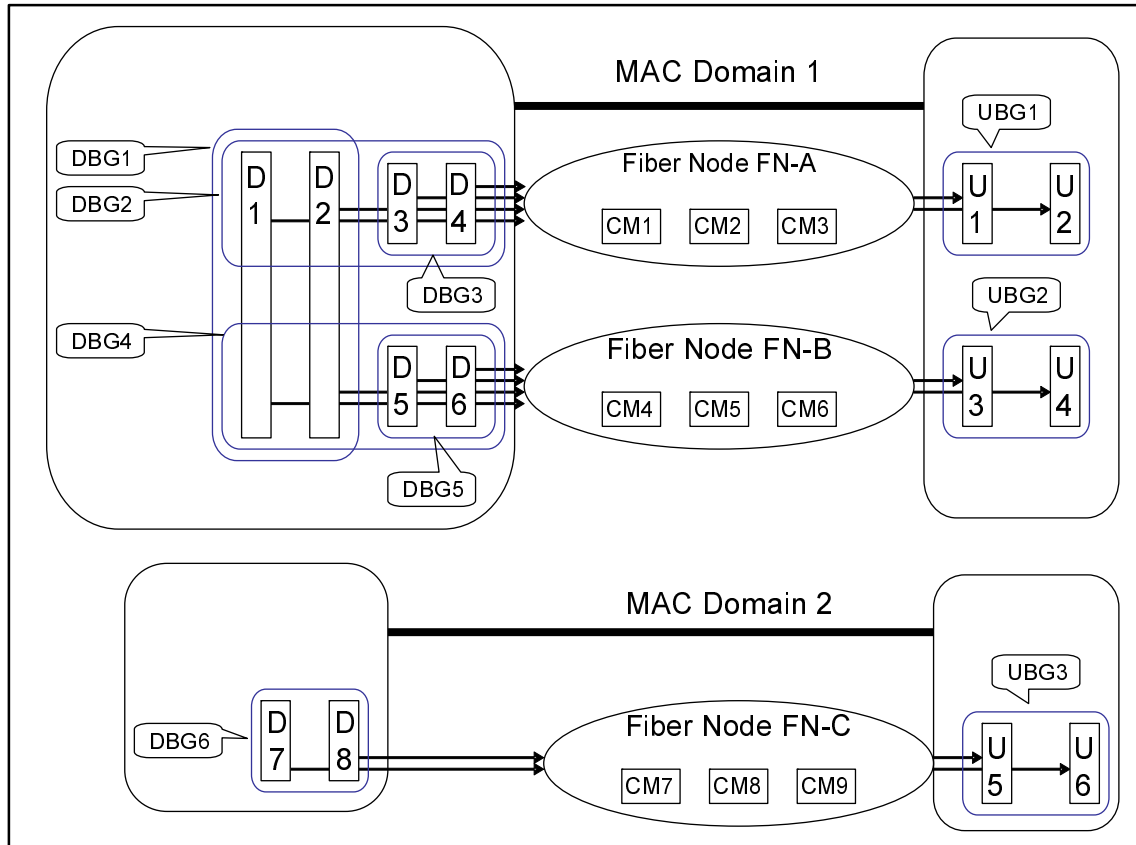 MAC Domain 1
UBG1
DBG1
DBG2
D 1
D 2
D 3
D 4
Fiber Node FN-A
CM1 CM2 CM3
U 1
U 2
DBG3
UBG2
DBG4
D 5
D 6
Fiber Node FN-B
CM4 CM5 CM6
U 3
U 4
DBG5
MAC Domain 2
UBG3
DBG6
D 7
D 8
Fiber Node FN-C
CM7 CM8 CM9
U 5
U 6